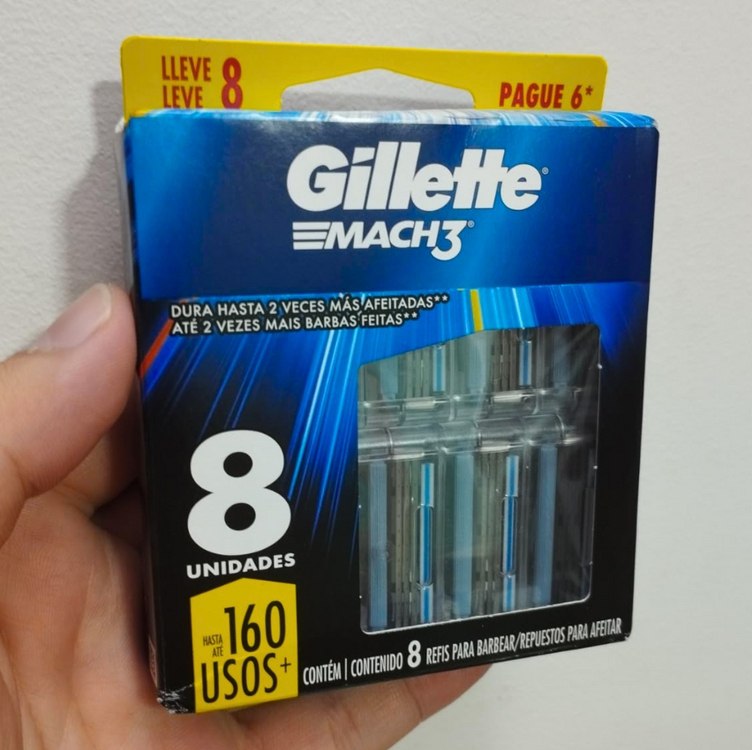 LLEVE
LEVE 8
PAGUE 6*
Gillette®
MACH3®
DURA HASTA 2 VECES MÁS AFEITADAS**
ATÉ 2 VEZES MAIS BARBAS FEITAS**
8
UNIDADES
HASTA
ATÉ 160
USOS+
CONTÉM | CONTENIDO 8 REFIS PARA BARBEAR/REPUESTOS PARA AFEITAR